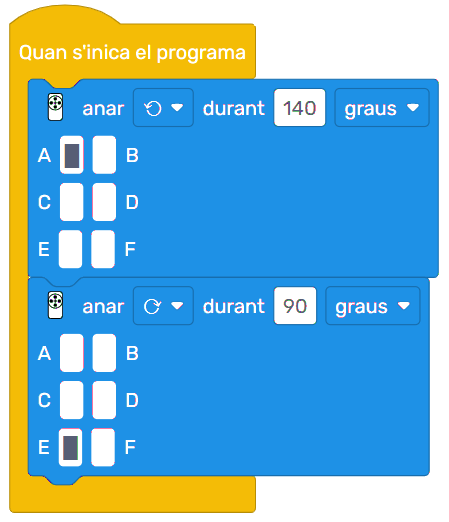 Quan s'inica el programa
anar durant 140 graus
A B
C D
E F
anar durant 90 graus
A B
C D
E F